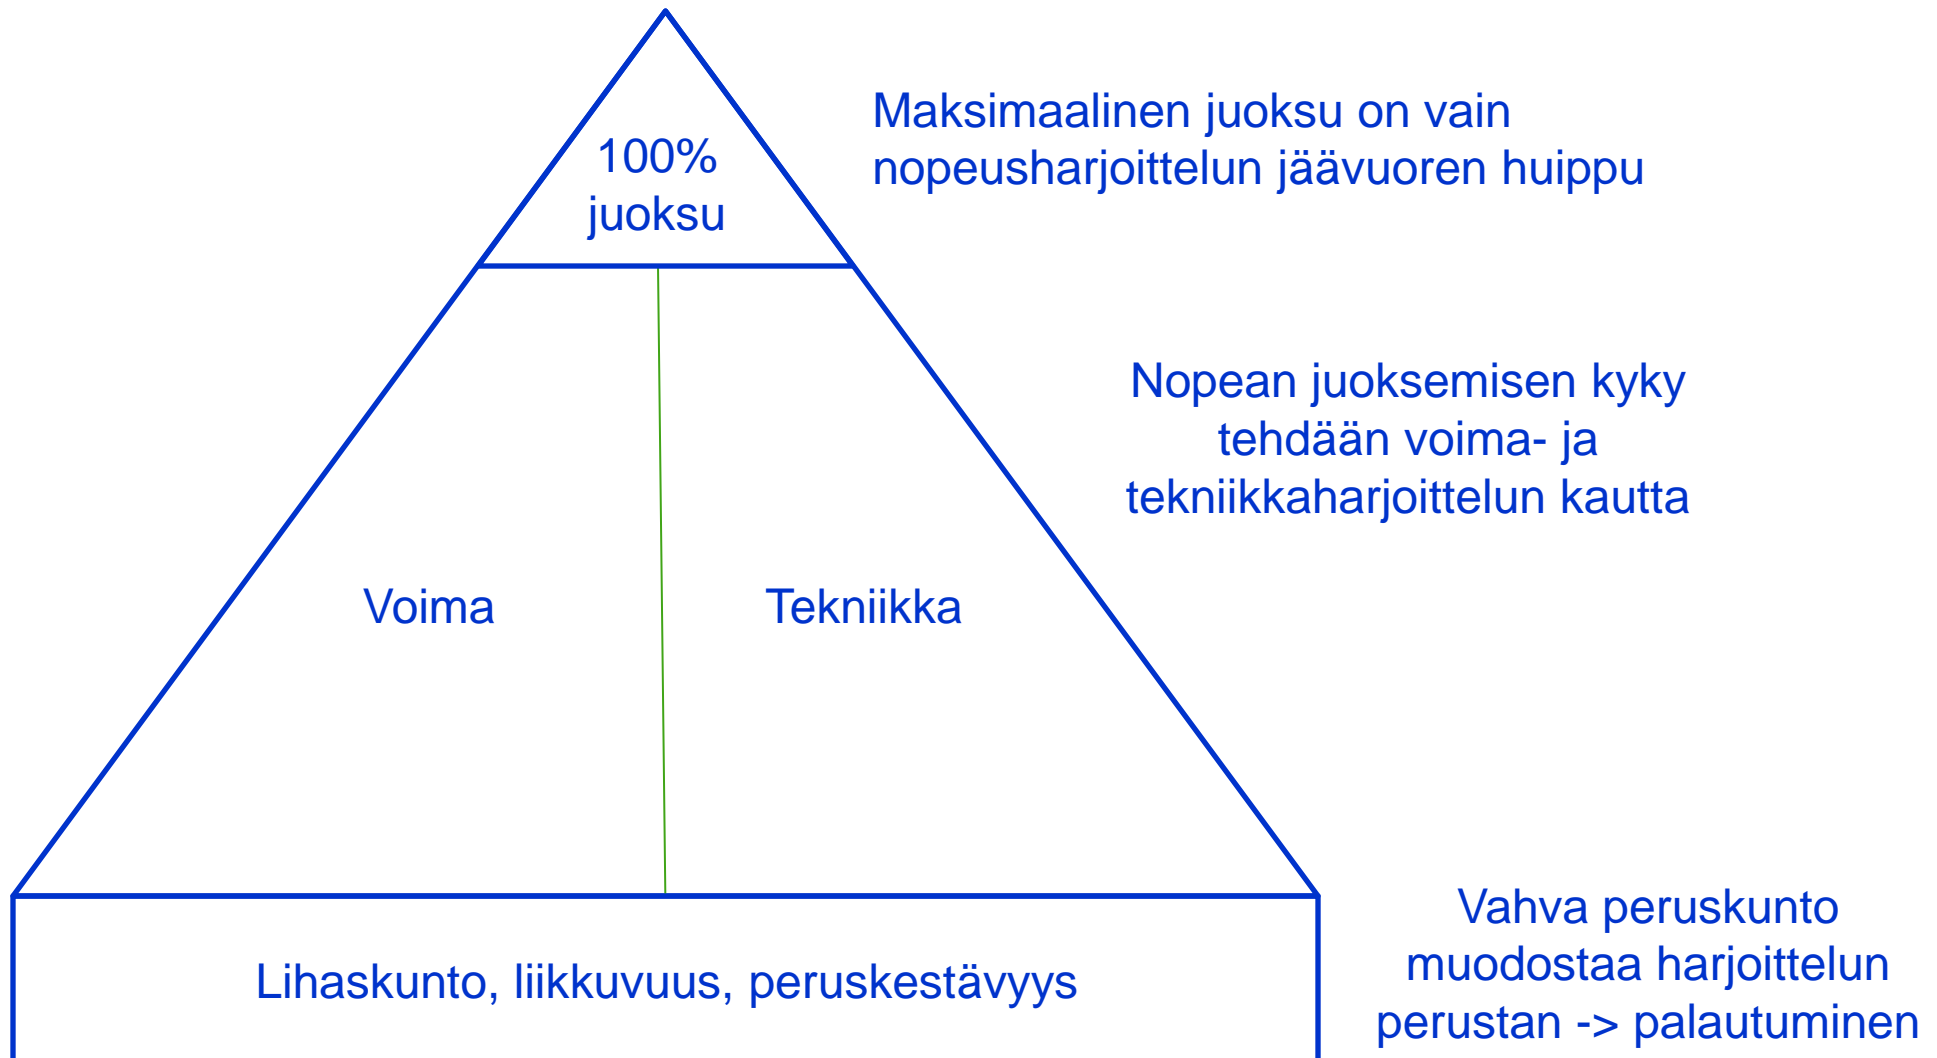 100%
juoksu
Maksimaalinen juoksu on vain
nopeusharjoittelun jäävuoren huippu
Nopean juoksemisen kyky
tehdään voima- ja
tekniikkaharjoittelun kautta
Voima
Tekniikka
Lihaskunto, liikkuvuus, peruskestävyys
Vahva peruskunto
muodostaa harjoittelun
perustan -> palautuminen